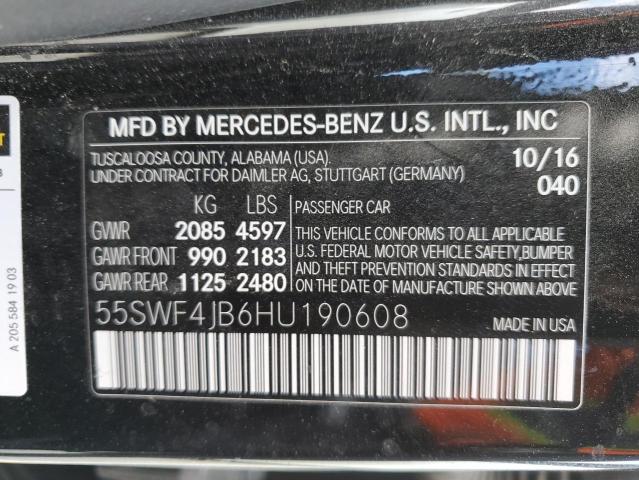 MFD BY MERCEDES-BENZ U.S. INTL., INC
TUSCALOOSA COUNTY, ALABAMA (USA). 10/16
UNDER CONTRACT FOR DAIMLER AG, STUTTGART (GERMANY) 040
KG LBS
GVWR 2085 4597
GAWR FRONT 990 2183
GAWR REAR 1125 2480
PASSENGER CAR
THIS VEHICLE CONFORMS TO ALL APPLICABLE
U.S. FEDERAL MOTOR VEHICLE SAFETY, BUMPER
AND THEFT PREVENTION STANDARDS IN EFFECT
ON THE DATE OF MANUFACTURE SHOWN ABOVE
55SWF4JB6HU190608 MADE IN USA
A 205 584 19 03